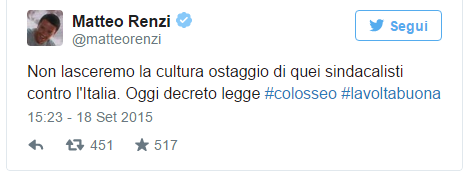 Matteo Renzi
@matteorenzi
Segui
Non lasceremo la cultura ostaggio di quei sindacalisti
contro l'Italia. Oggi decreto legge #colosseo #lavoltabuona
15:23 - 18 Set 2015
451 517